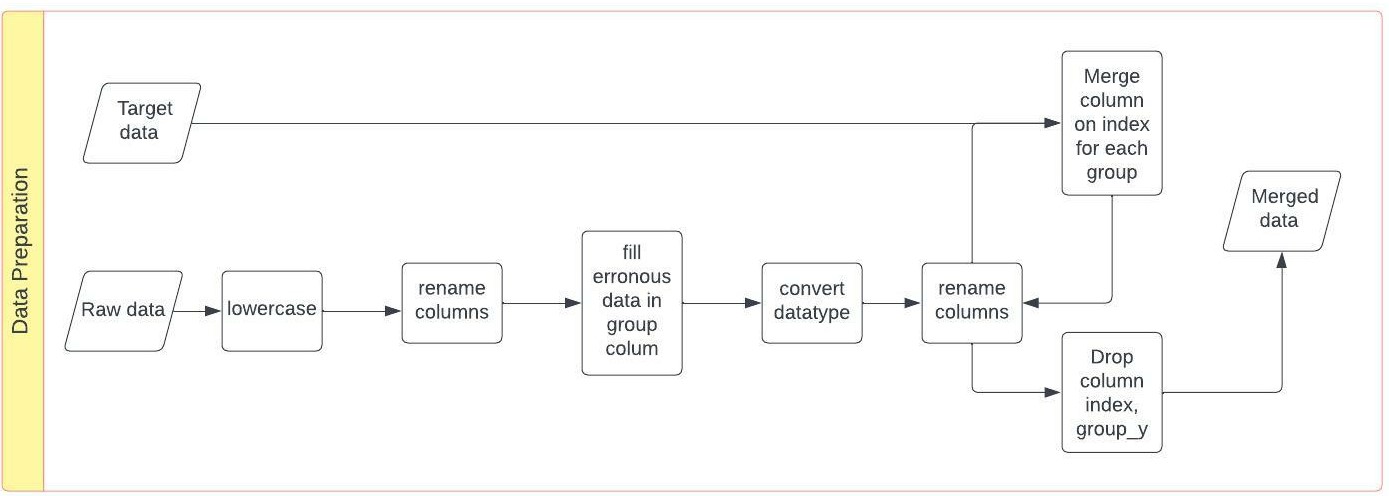 Data Preparation
Target
data
Raw data
lowercase
rename
columns
fill
erronous
data in
group
colum
convert
datatype
rename
columns
Merge
column
on index
for each
group
Drop
column
index,
group_y
Merged
data